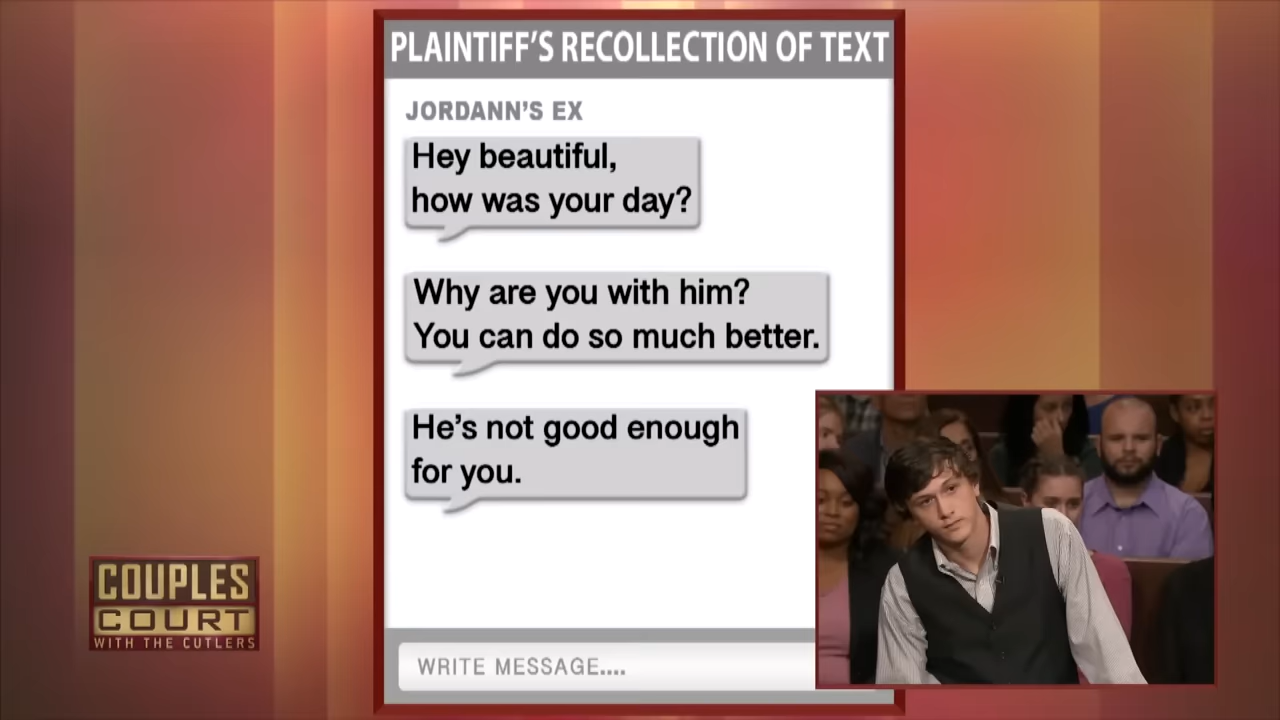 PLAINTIFF'S RECOLLECTION OF TEXT
JORDANN'S EX
Hey beautiful,
how was your day?
Why are you with him?
You can do so much better.
He's not good enough
for you.
WRITE MESSAGE....
COUPLES
COURT
WITH THE CUTLERS